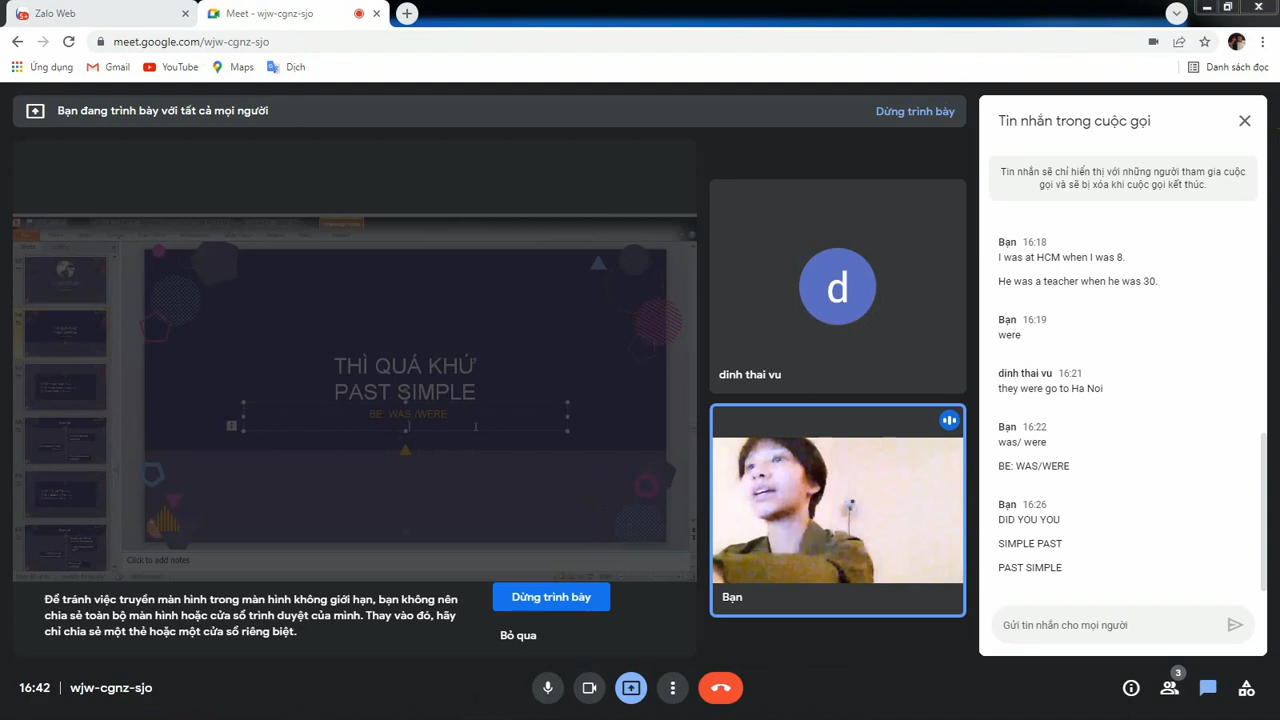 Zalo Web
Meet - wjw-cgnz-sjo
meet.google.com/wjw-cgnz-sjo
Ứng dụng
Gmail
YouTube
Maps
Dịch
Danh sách đọc
Bạn đang trình bày với tất cả mọi người
Dừng trình bày
THÌ QUÁ KHỨ
PAST SIMPLE
BE: WAS /WERE
Click to add notes
Để tránh việc truyền màn hình trong màn hình không giới hạn, bạn không nên
chia sẻ toàn bộ màn hình hoặc cửa sổ trình duyệt của mình. Thay vào đó, hãy
chỉ chia sẻ một thẻ hoặc một cửa sổ riêng biệt.
Dừng trình bày
Bỏ qua
d
dinh thai vu
Bạn
Tin nhắn trong cuộc gọi
Tin nhắn sẽ chỉ hiển thị với những người tham gia cuộc
gọi và sẽ bị xóa khi cuộc gọi kết thúc.
Bạn 16:18
I was at HCM when I was 8.
He was a teacher when he was 30.
Bạn 16:19
were
dinh thai vu 16:21
they were go to Ha Noi
Bạn 16:22
was/ were
BE: WAS/WERE
Bạn 16:26
DID YOU YOU
SIMPLE PAST
PAST SIMPLE
Gửi tin nhắn cho mọi người
16:42 | wjw-cgnz-sjo
3